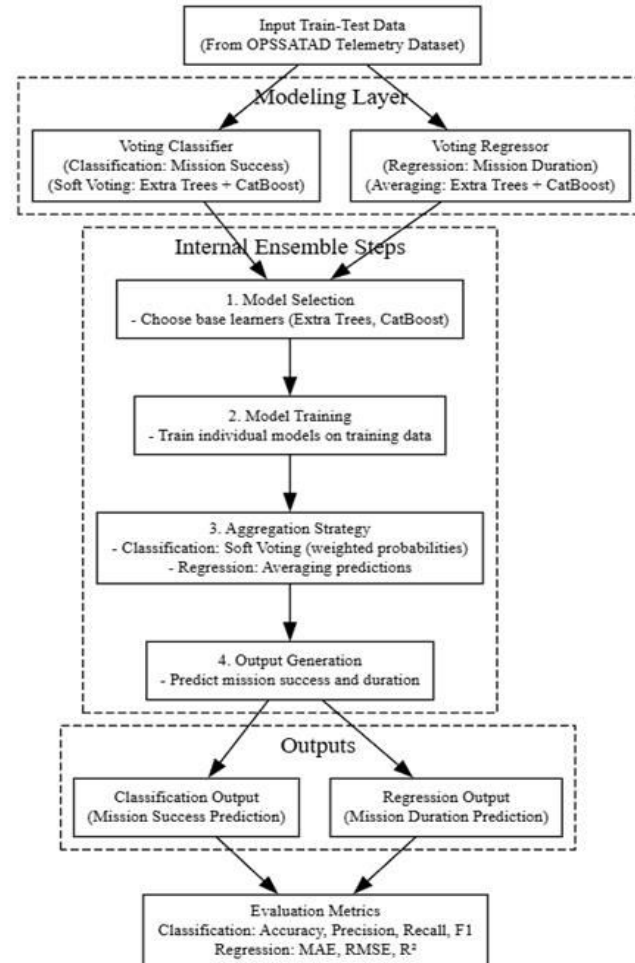 Input Train-Test Data
(From OPSSATAD Telemetry Dataset)
Modeling Layer
Voting Classifier
(Classification: Mission Success)
(Soft Voting: Extra Trees + CatBoost)
Voting Regressor
(Regression: Mission Duration)
(Averaging: Extra Trees + CatBoost)
Internal Ensemble Steps
1. Model Selection
- Choose base learners (Extra Trees, CatBoost)
2. Model Training
- Train individual models on training data
3. Aggregation Strategy
- Classification: Soft Voting (weighted probabilities)
- Regression: Averaging predictions
4. Output Generation
- Predict mission success and duration
Outputs
Classification Output
(Mission Success Prediction)
Regression Output
(Mission Duration Prediction)
Evaluation Metrics
Classification: Accuracy, Precision, Recall, F1
Regression: MAE, RMSE, R²